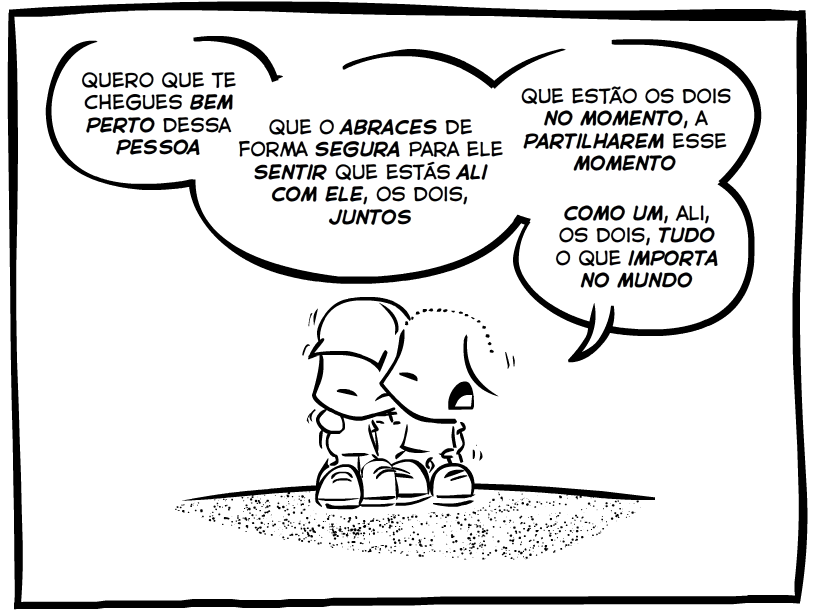 QUERO QUE TE
CHEGUES BEM
PERTO DESSA
PESSOA
QUE O ABRACES DE
FORMA SEGURA PARA ELE
SENTIR QUE ESTÁS ALI
COM ELE, OS DOIS,
JUNTOS
QUE ESTÃO OS DOIS
NO MOMENTO, A
PARTILHAREM ESSE
MOMENTO
COMO UM, ALI,
OS DOIS, TUDO
O QUE IMPORTA
NO MUNDO